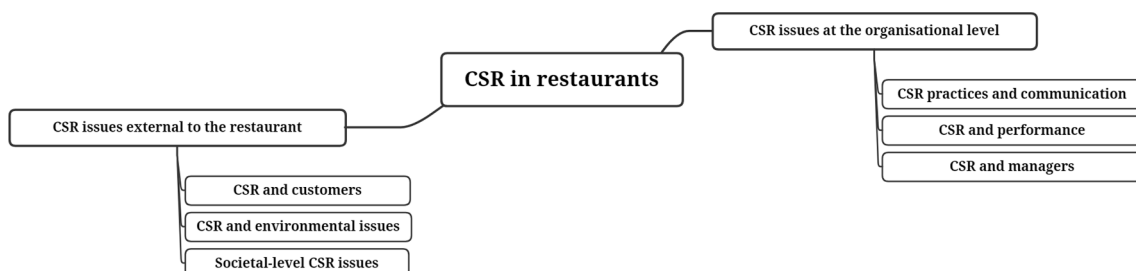 CSR in restaurants
CSR issues at the organisational level
CSR practices and communication
CSR and performance
CSR and managers
CSR issues external to the restaurant
CSR and customers
CSR and environmental issues
Societal-level CSR issues